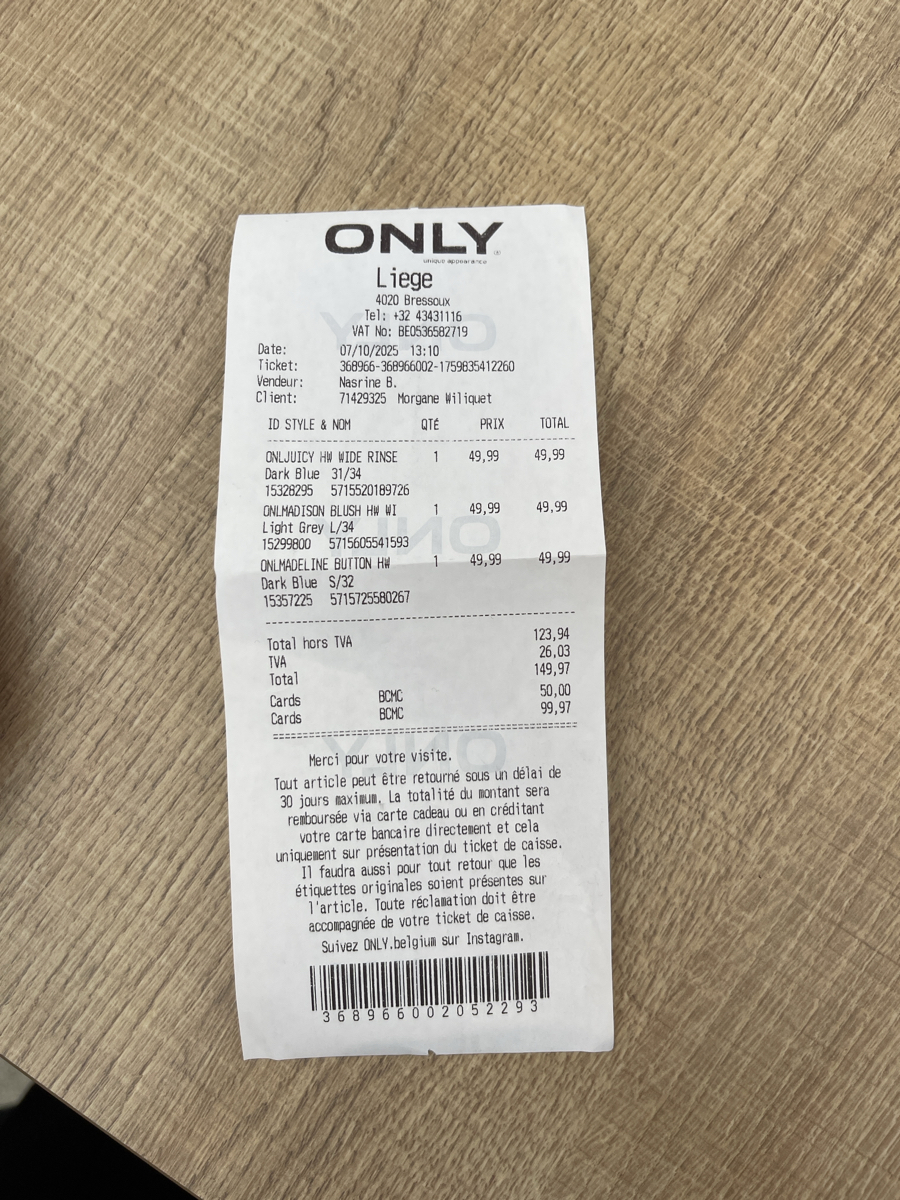 ONLY
unique appearance
Liege
4020 Bressoux
Tel: +32 43431116
VAT No: BE0536582719
Date: 07/10/2025 13:10
Ticket: 368966-368966002-1759835412260
Vendeur: Nasrine B.
Client: 71429325 Morgane Wiliquet
ID STYLE & NOM QTÉ PRIX TOTAL
ONLJUICY HW WIDE RINSE 1 49,99 49,99
Dark Blue 31/34
15328295 5715520189726
ONLMADISON BLUSH HW WI 1 49,99 49,99
Light Grey L/34
15299800 5715605541593
ONLMADELINE BUTTON HW 1 49,99 49,99
Dark Blue S/32
15357225 5715725580267
Total hors TVA 123,94
TVA 26,03
Total 149,97
Cards BCMC 50,00
Cards BCMC 99,97
Merci pour votre visite.
Tout article peut être retourné sous un délai de
30 jours maximum. La totalité du montant sera
remboursée via carte cadeau ou en créditant
votre carte bancaire directement et cela
uniquement sur présentation du ticket de caisse.
Il faudra aussi pour tout retour que les
étiquettes originales soient présentes sur
l'article. Toute réclamation doit être
accompagnée de votre ticket de caisse.
Suivez ONLY.belgium sur Instagram.
368966002052293